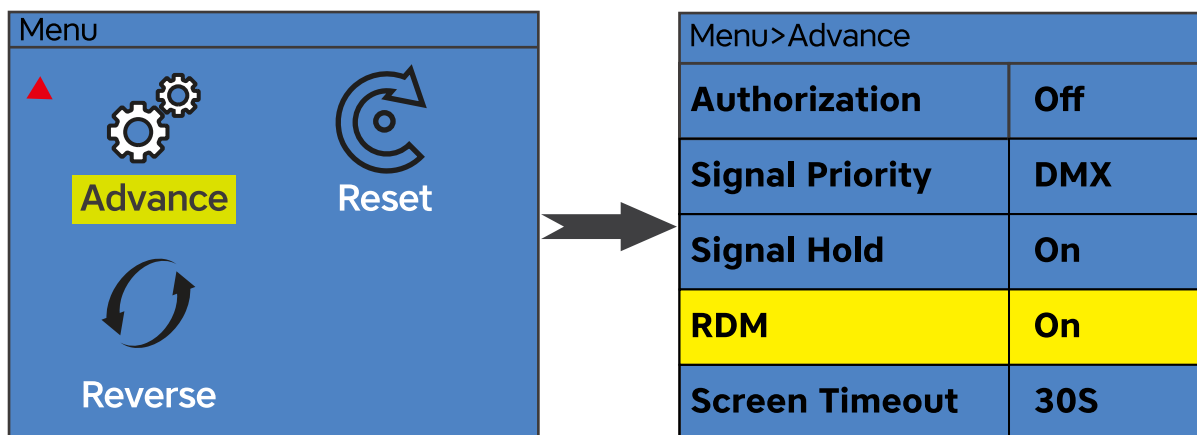 Menu
Advance
Reset
Reverse
Menu>Advance
Authorization Off
Signal Priority DMX
Signal Hold On
RDM On
Screen Timeout 30S